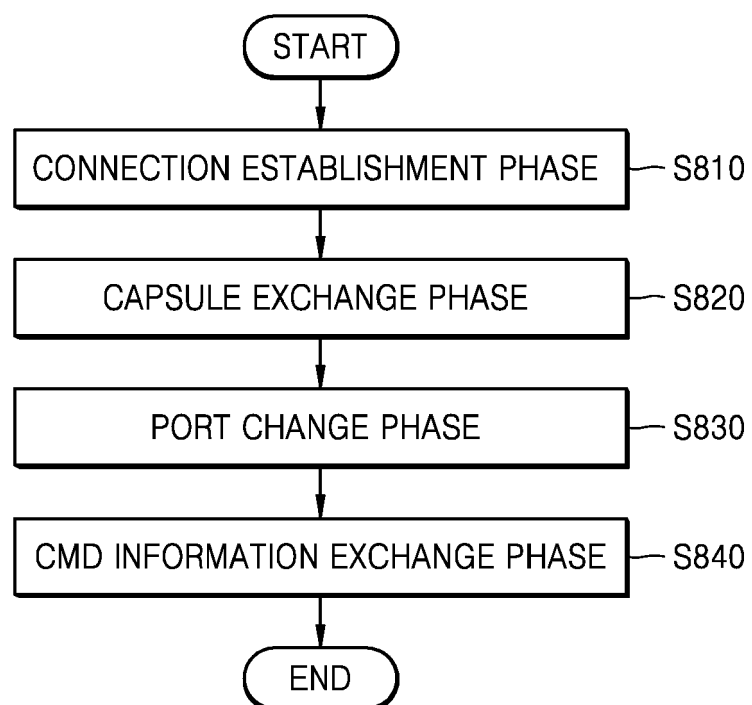 START
CONNECTION ESTABLISHMENT PHASE S810
CAPSULE EXCHANGE PHASE S820
PORT CHANGE PHASE S830
CMD INFORMATION EXCHANGE PHASE S840
END